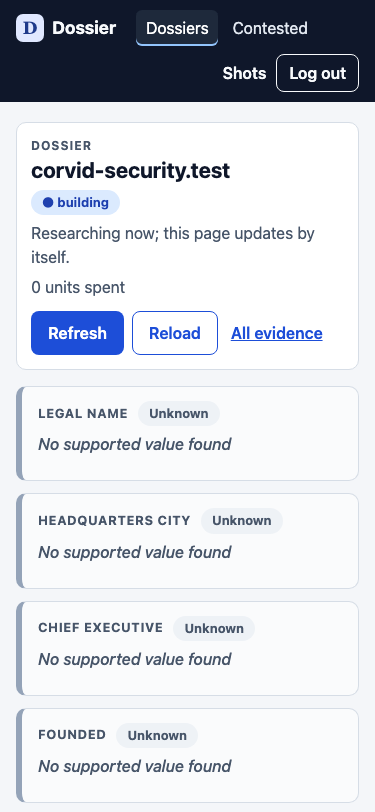 D Dossier Dossiers Contested
Shots Log out
DOSSIER
corvid-security.test
building
Researching now; this page updates by
itself.
0 units spent
Refresh Reload All evidence
LEGAL NAME Unknown
No supported value found
HEADQUARTERS CITY Unknown
No supported value found
CHIEF EXECUTIVE Unknown
No supported value found
FOUNDED Unknown
No supported value found